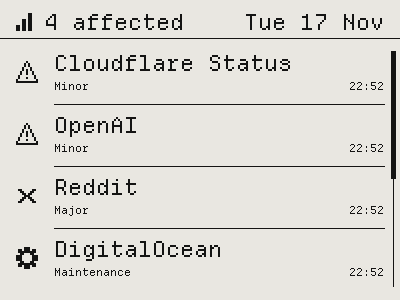 4 affected Tue 17 Nov
Cloudflare Status
Minor 22:52
OpenAI
Minor 22:52
Reddit
Major 22:52
DigitalOcean
Maintenance 22:52